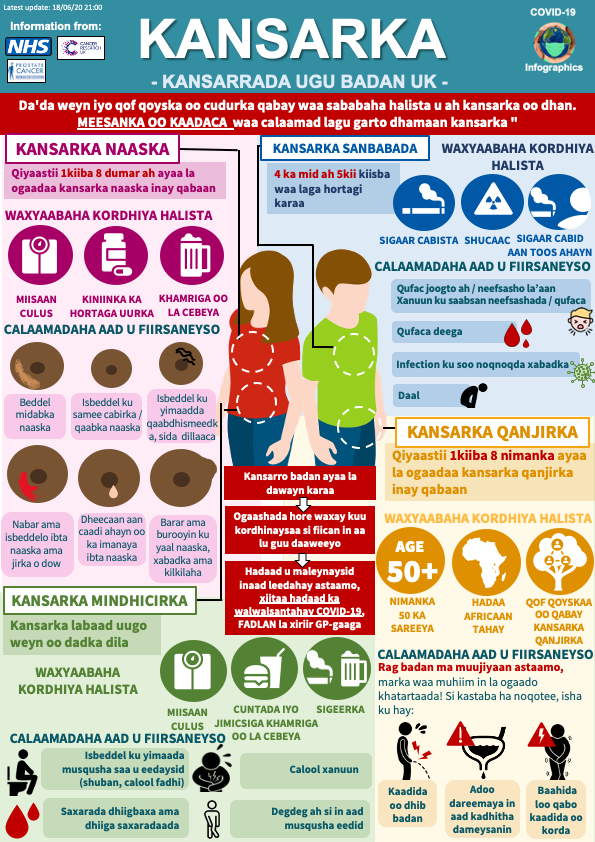 Latest update: 18/06/20 21:00
Information from:
NHS
CANCER
RESEARCH
UK
PROSTATE
CANCER
UK
KANSARKA
- KANSARRADA UGU BADAN UK -
COVID-19
Infographics
Da'da weyn iyo qof qoyska oo cudurka qabay waa sababaha halista u ah kansarka oo dhan.
MEESANKA OO KAADACA waa calaamad lagu garto dhamaan kansarka "
KANSARKA NAASKA
Qiyaastii 1kiiba 8 dumar ah ayaa la
ogaadaa kansarka naaska inay qabaan
WAXYAABAHA KORDHIYA HALISTA
MIISAAN
CULUS
KINIINKA KA
HORTAGA UURKA
KHAMRIGA OO
LA CEBEYA
CALAAMADAHA AAD U FIIRSANEYSO
Beddel
midabka
naaska
Isbeddel ku
samee cabirka /
qaabka naaska
Isbeddel ku
yimaadda
qaabdhismeedk
a, sida dillaaca
Nabar ama
isbeddelo ibta
naaska ama
jirka o dow
Dheecaan aan
caadi ahayn oo
ka imanaya
ibta naaska
Barar ama
burooyin ku
yaal naaska,
xabadka ama
kilkilaha
KANSARKA SANBABADA
4 ka mid ah 5kii kiisba
waa laga hortagi
karaa
WAXYAABAHA KORDHIYA
HALISTA
SIGAAR CABISTA
SHUCAAC
SIGAAR CABID
AAN TOOS AHAYN
CALAAMADAHA AAD U FIIRSANEYSO
Qufac joogto ah / neefsasho la'aan
Xanuun ku saabsan neefsashada / qufaca
Qufaca deega
Infection ku soo noqnoqda xabadka
Daal
Kansarro badan ayaa la
dawayn karaa
Ogaashada hore waxay kuu
kordhinaysaa si fiican in aa
lu guu daaweeyo
Hadaad u maleynaysid
inaad leedahay astaamo,
xiitaa hadaad ka
walwalsantahay COVID-19,
FADLAN la xiriir GP-gaaga
KANSARKA QANJIRKA
Qiyaastii 1kiiba 8 nimanka ayaa
la ogaadaa kansarka qanjirka
inay qabaan
WAXYAABAHA KORDHIYA HALISTA
AGE
50+
NIMANKA
50 KA
SAREEYA
HADAA
AFRICAAN
TAHAY
QOF QOYSKAA
OO QABAY
KANSARKA
QANJIRKA
CALAAMADAHA AAD U FIIRSANEYSO
Rag badan ma muujiyaan astaamo,
marka waa muhiim in la ogaado
khatartaada! Si kastaba ha noqotee, isha
ku hay:
Kaadida
oo dhib
badan
Adoo
dareemaya in
aad kadhitha
dameysanin
Baahida
loo qabo
kaadida oo
korda
KANSARKA MINDHICIRKA
Kansarka labaad uugo
weyn oo dadka dila
WAXYAABAHA
KORDHIYA HALISTA
MIISAAN
CULUS
CUNTADA IYO
JIMICSIGA KHAMRIGA
OO LA CEBEYA
SIGEERKA
CALAAMADAHA AAD U FIIRSANEYSO
Isbeddel ku yimaada
musqusha saa u eedaysid
(shuban, calool fadhi)
Calool xanuun
Saxarada dhiigbaxa ama
dhiiga saxaradaada
Degdeg ah si in aad
musqusha eedid